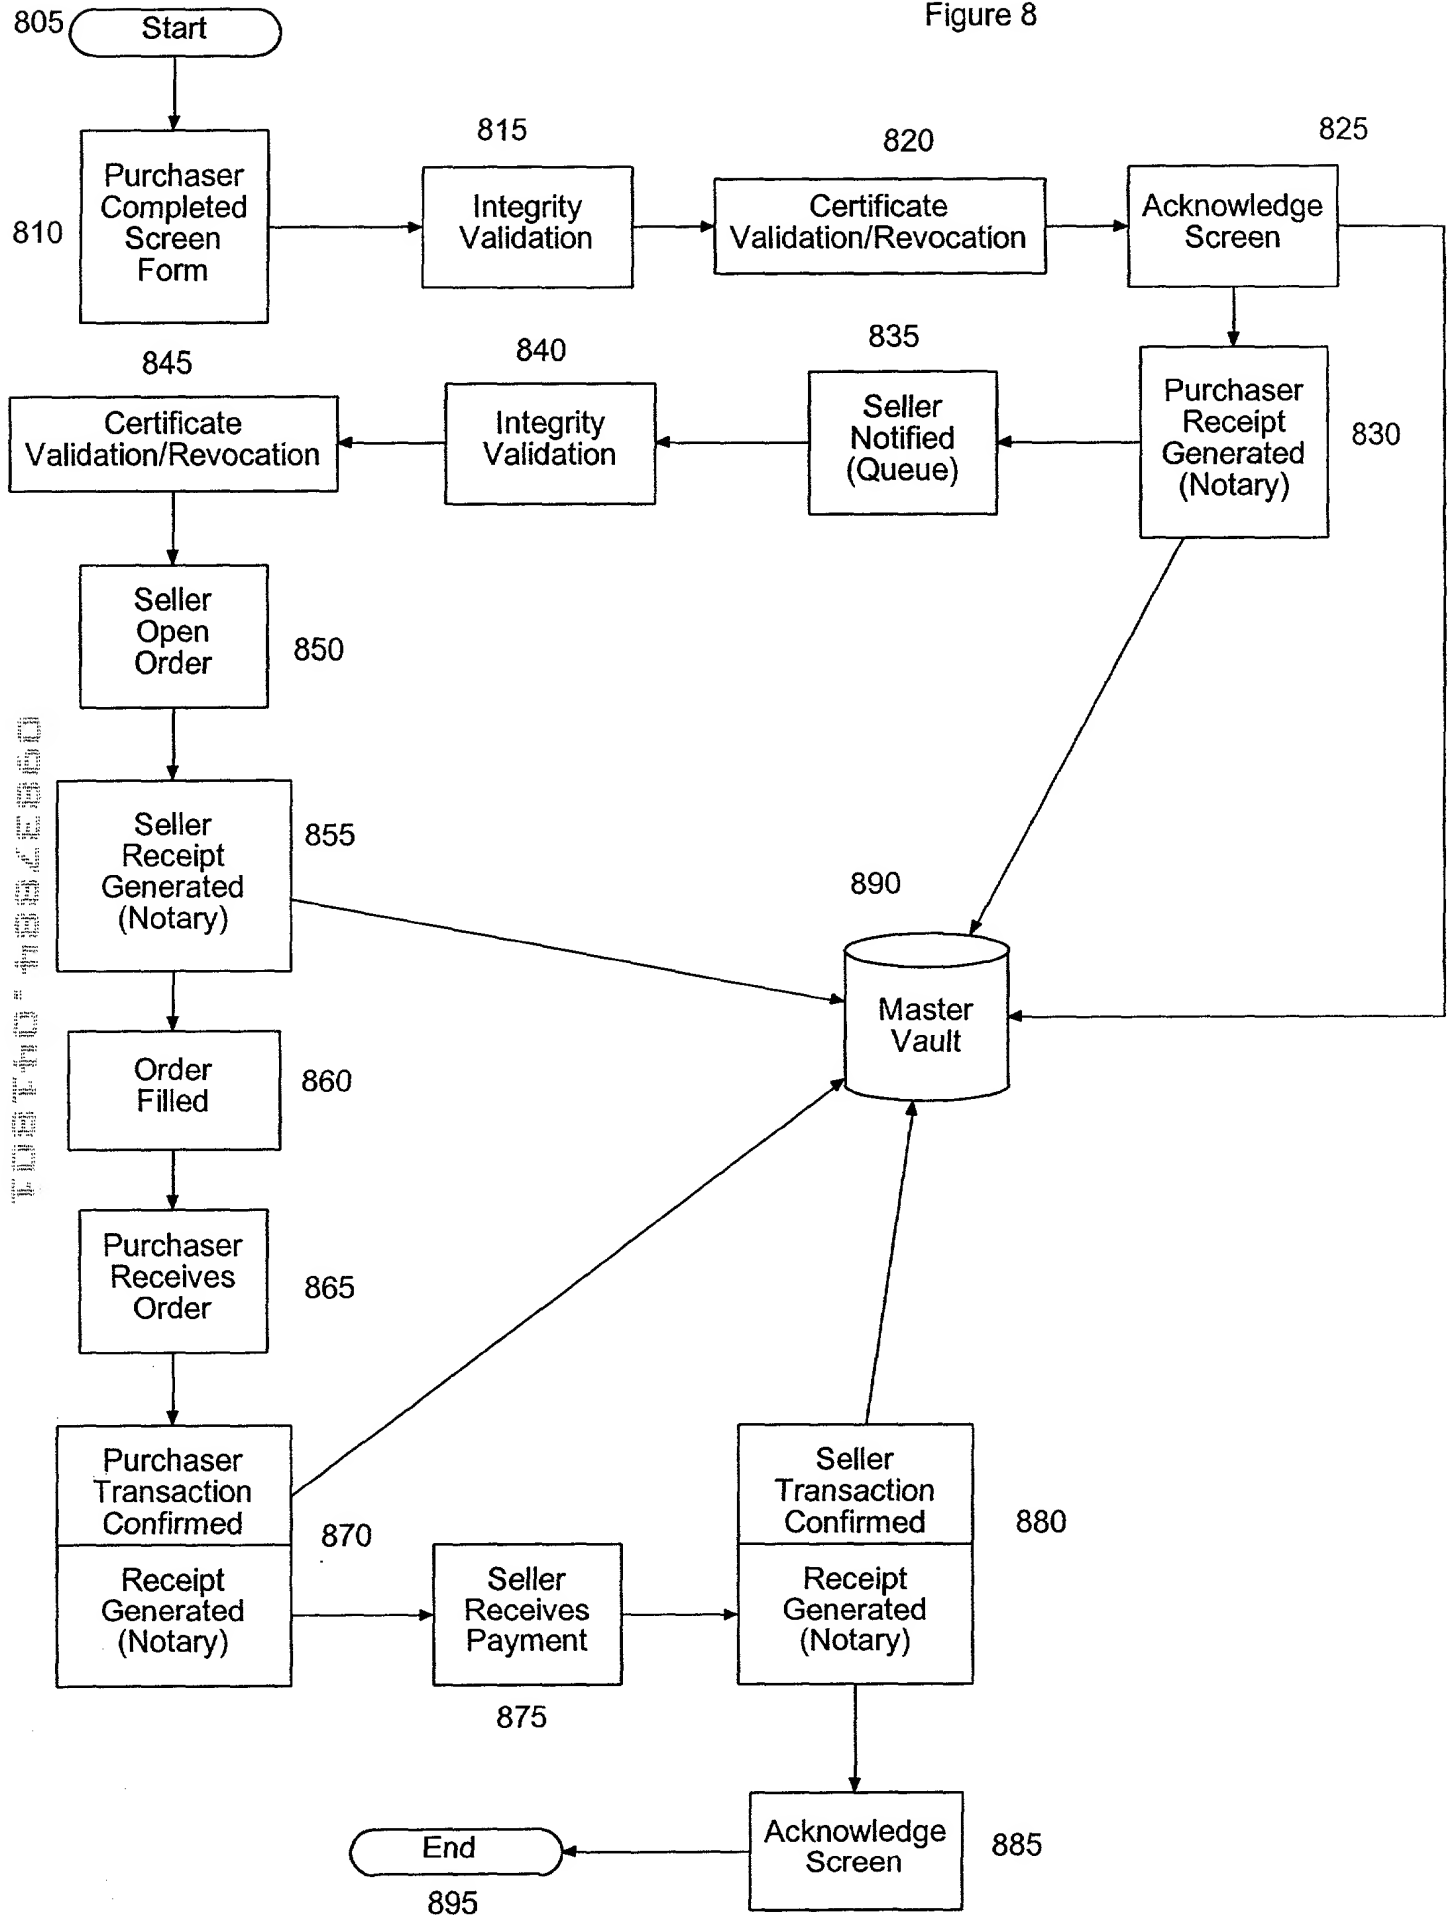 Figure 8
805
Start
815
820
825
810
Purchaser
Completed
Screen
Form
Integrity
Validation
Certificate
Validation/Revocation
Acknowledge
Screen
845
840
835
830
Certificate
Validation/Revocation
Integrity
Validation
Seller
Notified
(Queue)
Purchaser
Receipt
Generated
(Notary)
Seller
Open
Order
850
Seller
Receipt
Generated
(Notary)
855
890
Master
Vault
Order
Filled
860
Purchaser
Receives
Order
865
Purchaser
Transaction
Confirmed
870
Receipt
Generated
(Notary)
Seller
Receives
Payment
875
Seller
Transaction
Confirmed
880
Receipt
Generated
(Notary)
Acknowledge
Screen
885
End
895